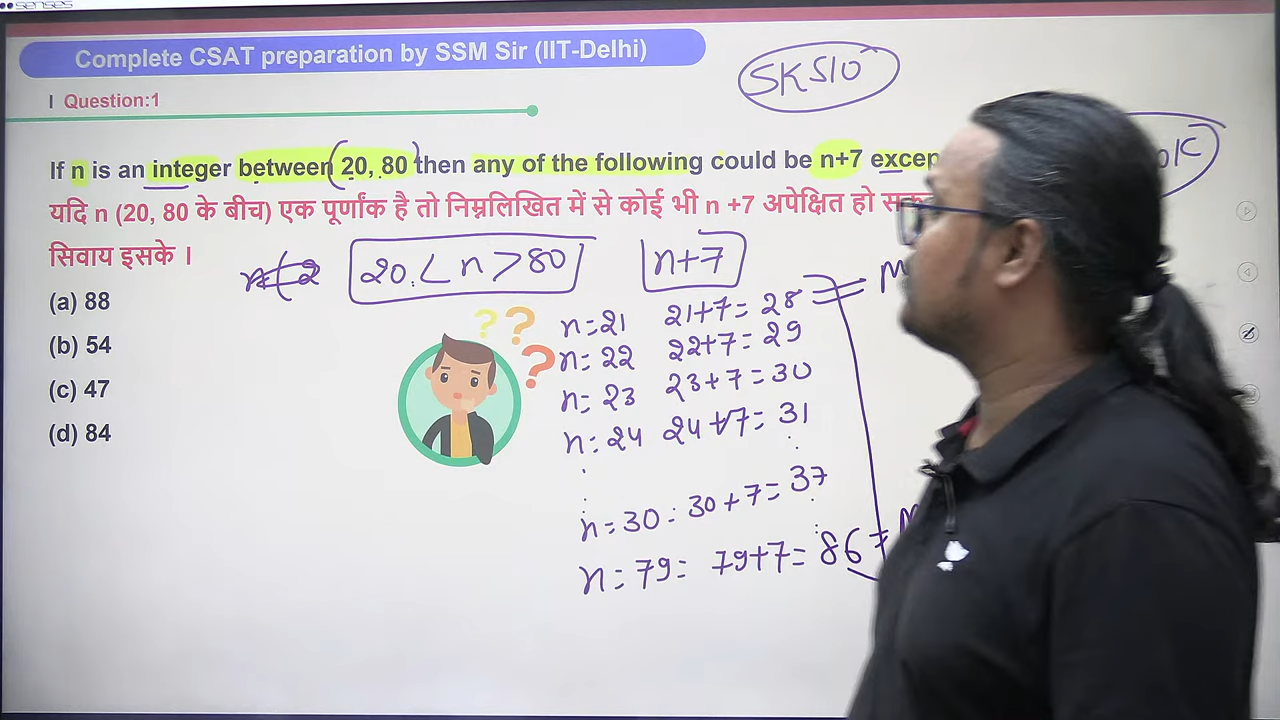 senses
Complete CSAT preparation by SSM Sir (IIT-Delhi)
SKSIO
I Question:1
If n is an integer between (20, 80) then any of the following could be n+7 excep
यदि n (20, 80 के बीच) एक पूर्णांक है तो निम्नलिखित में से कोई भी n +7 अपेक्षित हो
सिवाय इसके ।
20 < n > 80
n+7
(a) 88
(b) 54
(c) 47
(d) 84
n=21 21+7= 28
n= 22 22+7= 29
n= 23 23+7=30
n= 24 24+7= 31
n=30= 30+7= 37
n= 79= 79+7= 86